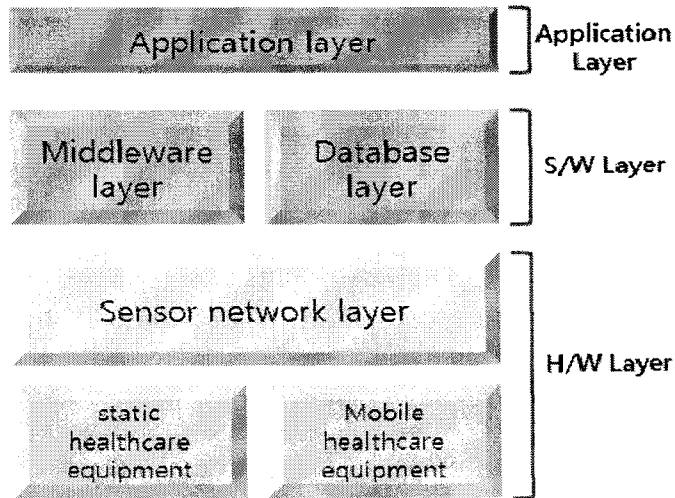 Application layer
Application
Layer
Middleware
layer
Database
layer
S/W Layer
Sensor network layer
H/W Layer
static
healthcare
equipment
Mobile
healthcare
equipment